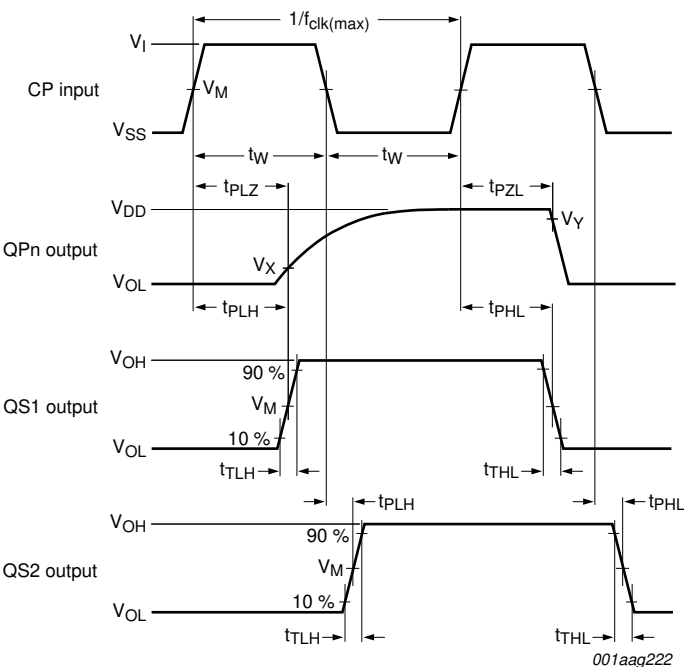 1/fclk(max)
VI
CP input
VM
VSS
tW
tW
tPLZ
tPZL
VDD
VY
QPn output
VX
VOL
tPLH
tPHL
VOH
90 %
QS1 output
VM
10 %
VOL
tTLH
tTHL
tPLH
tPHL
VOH
90 %
QS2 output
VM
10 %
VOL
tTLH
tTHL
001aag222